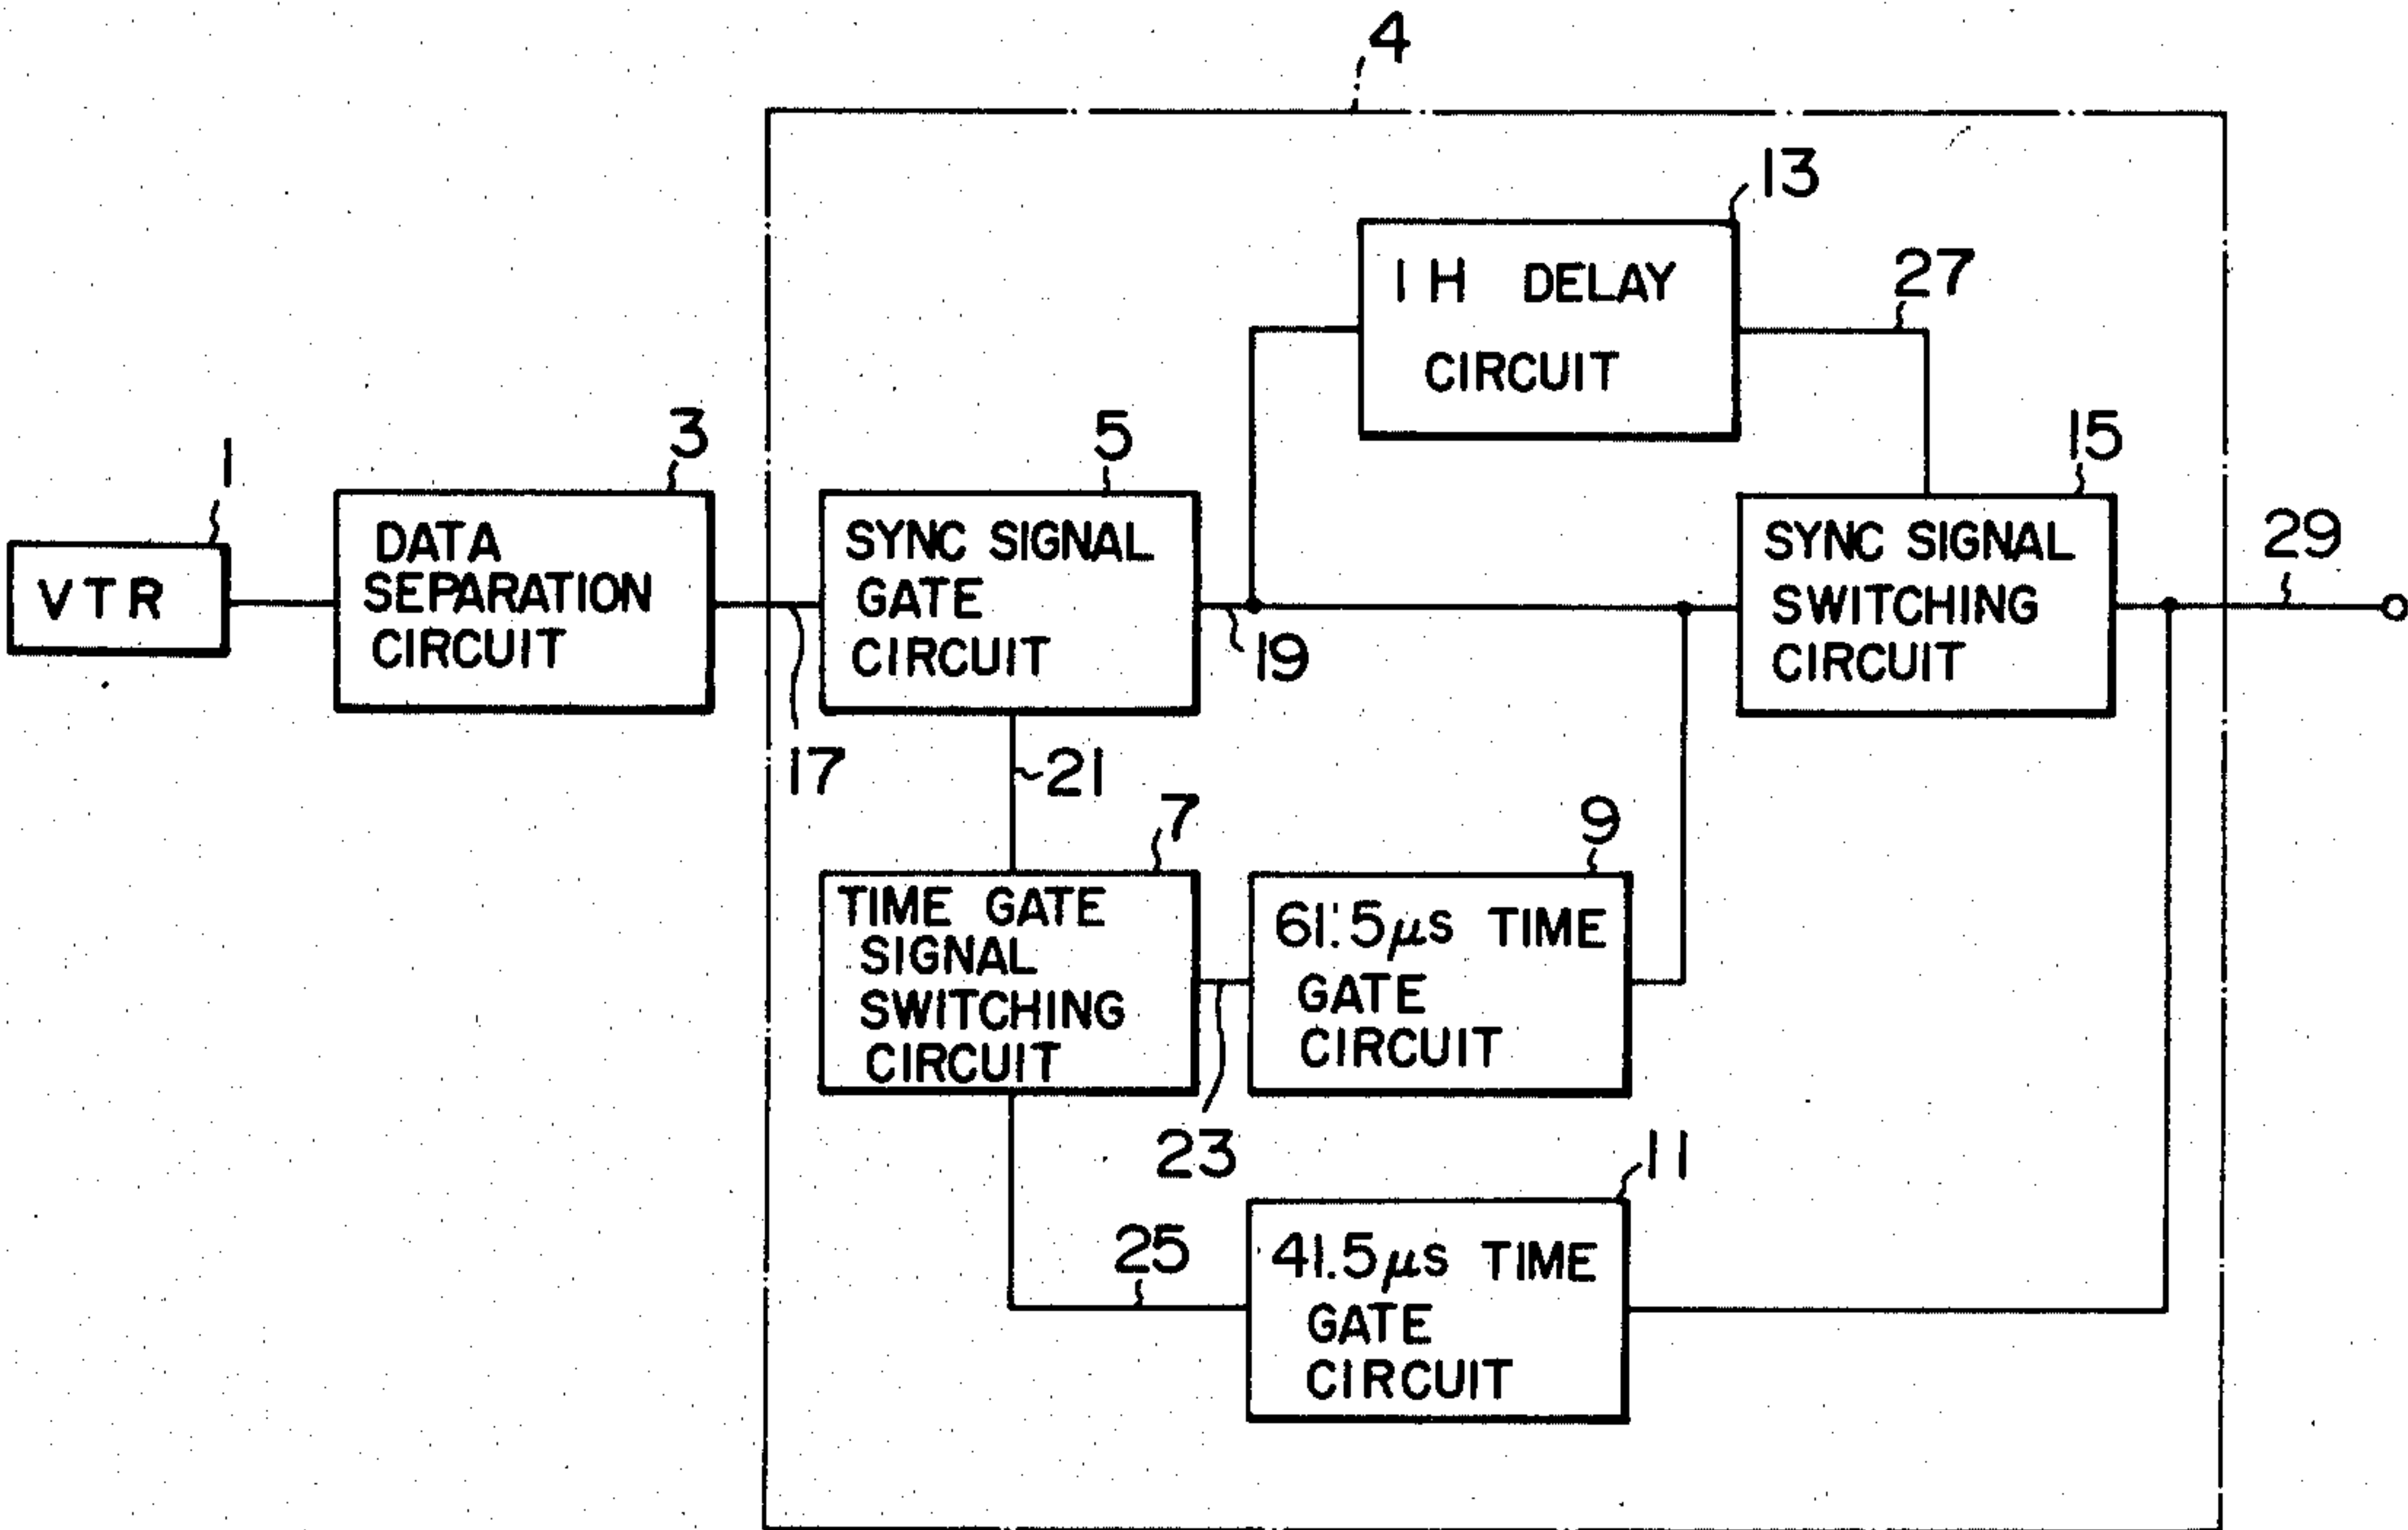 4
13
1 H DELAY
CIRCUIT
27
1
3
5
15
VTR
DATA
SEPARATION
CIRCUIT
SYNC SIGNAL
GATE
CIRCUIT
SYNC SIGNAL
SWITCHING
CIRCUIT
29
17
19
21
7
9
TIME GATE
SIGNAL
SWITCHING
CIRCUIT
61.5μs TIME
GATE
CIRCUIT
23
11
25
41.5μs TIME
GATE
CIRCUIT